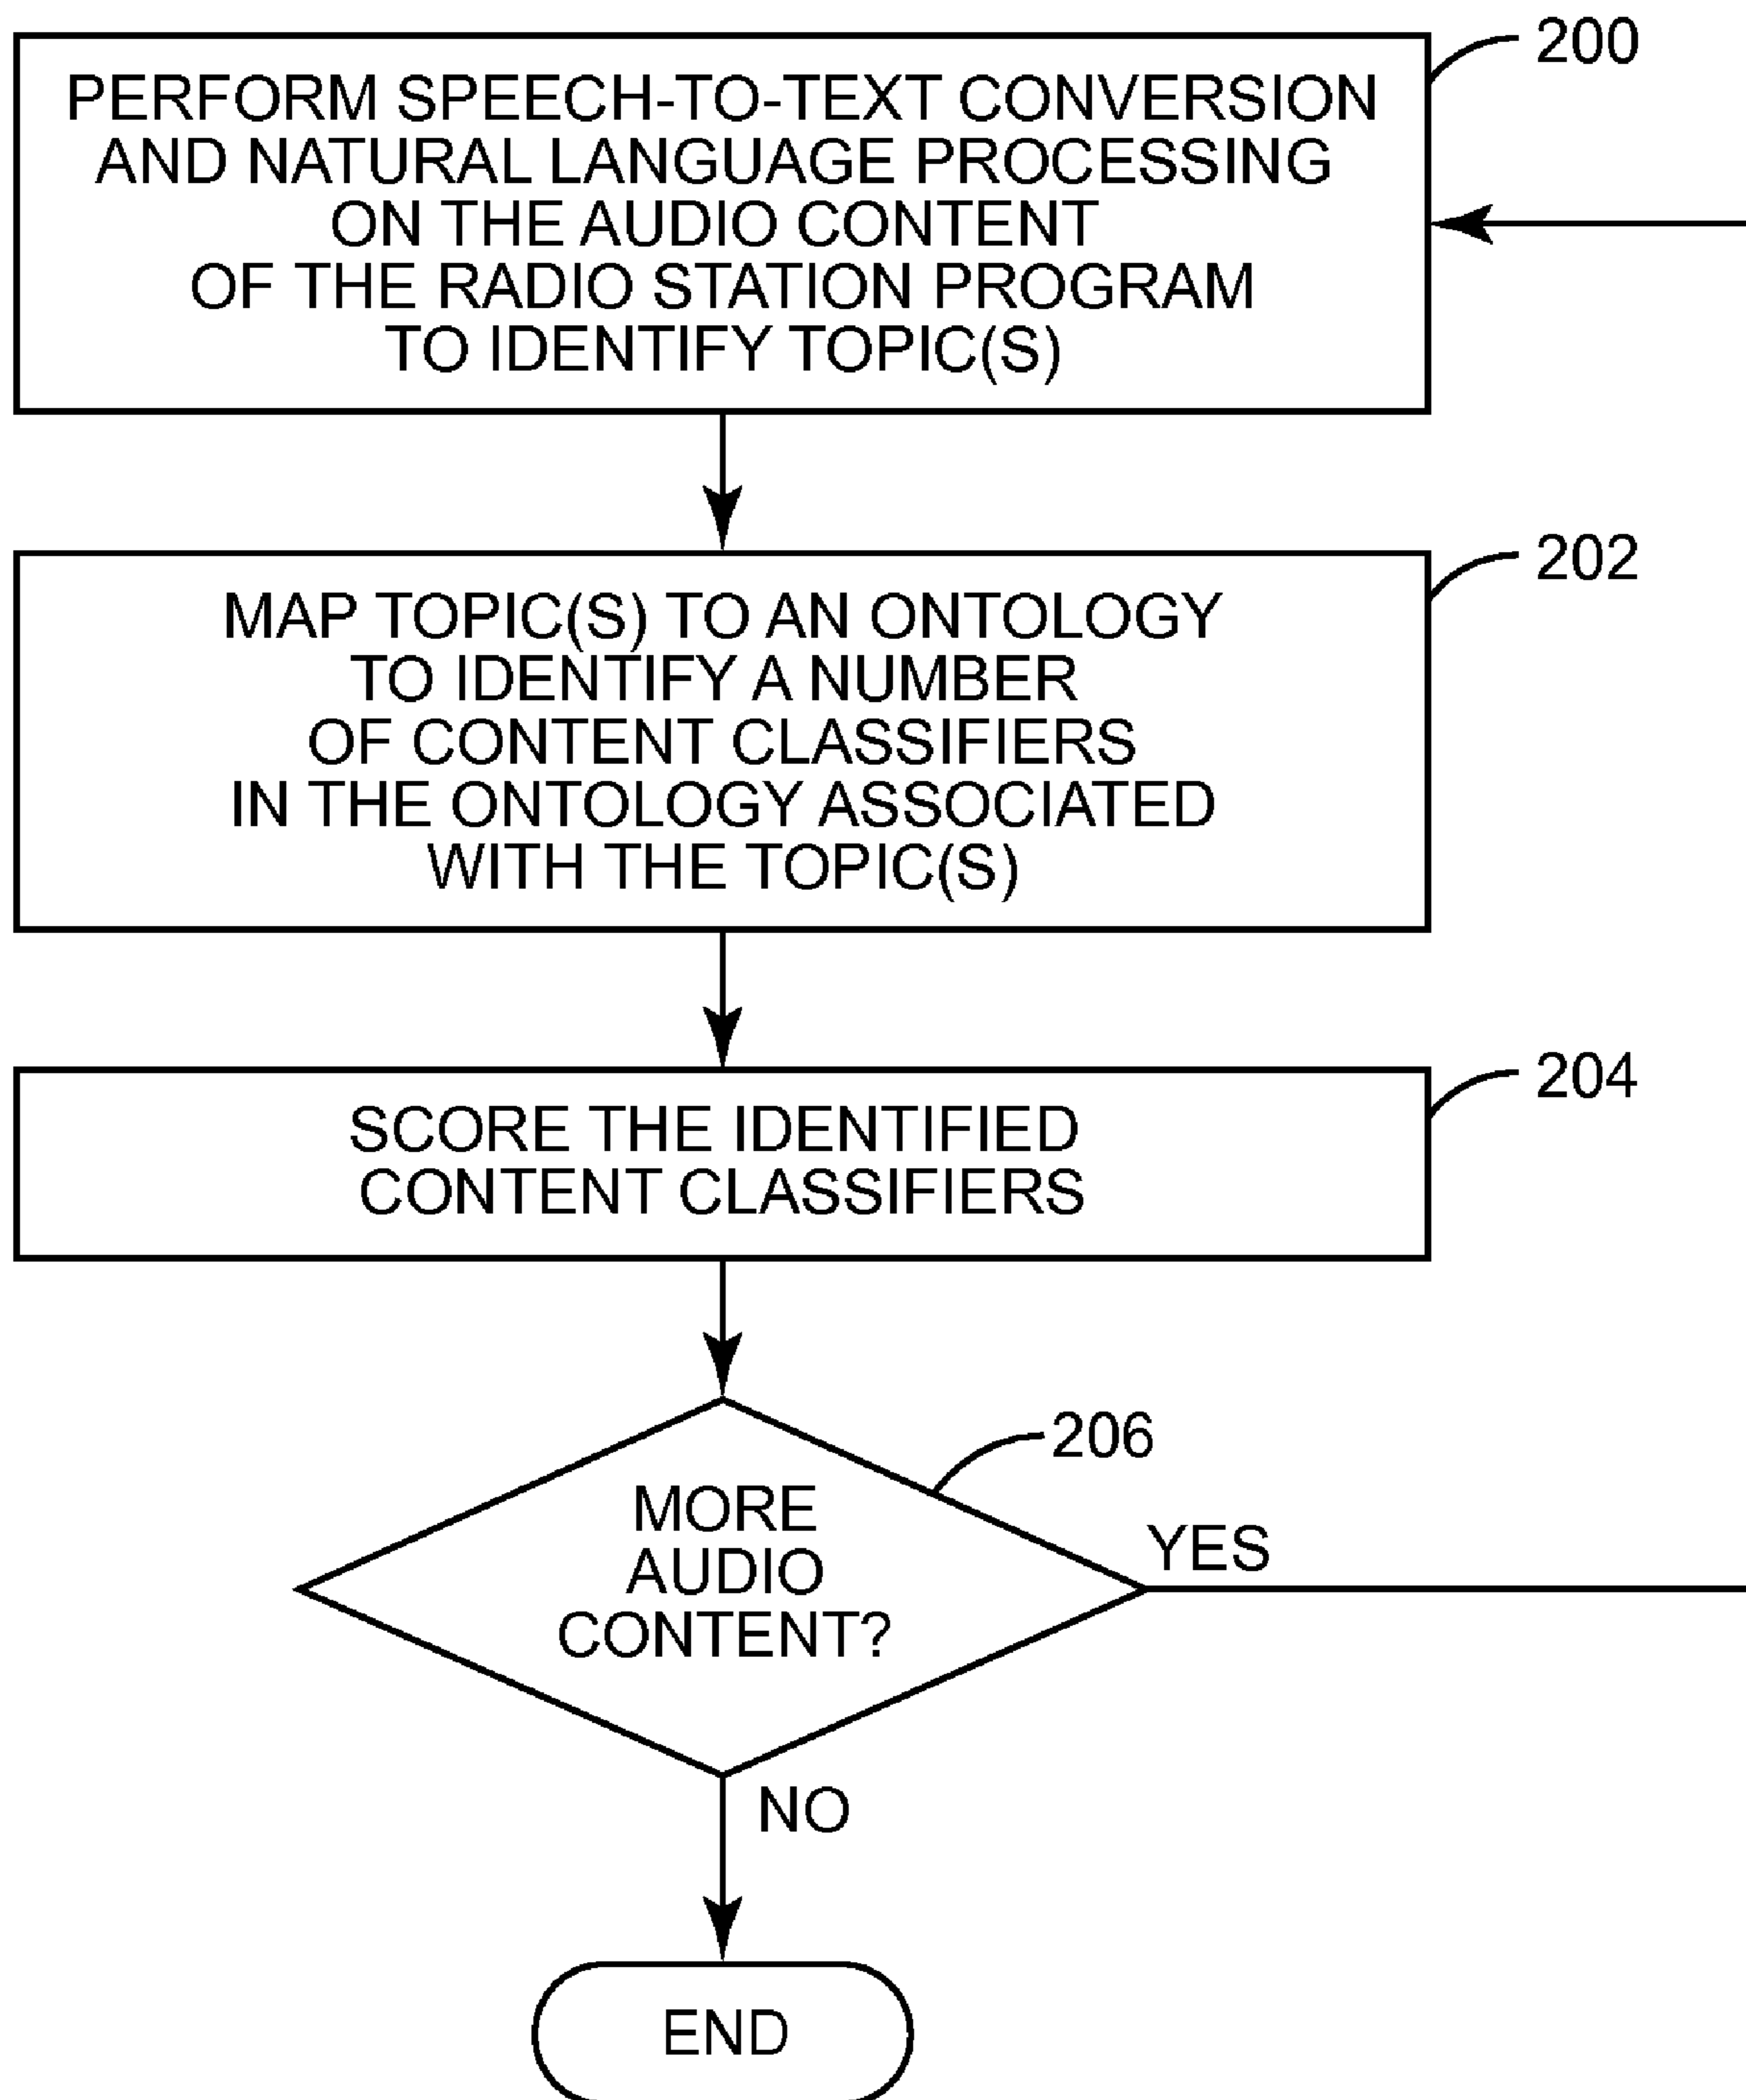 200
PERFORM SPEECH-TO-TEXT CONVERSION
AND NATURAL LANGUAGE PROCESSING
ON THE AUDIO CONTENT
OF THE RADIO STATION PROGRAM
TO IDENTIFY TOPIC(S)
202
MAP TOPIC(S) TO AN ONTOLOGY
TO IDENTIFY A NUMBER
OF CONTENT CLASSIFIERS
IN THE ONTOLOGY ASSOCIATED
WITH THE TOPIC(S)
204
SCORE THE IDENTIFIED
CONTENT CLASSIFIERS
206
MORE
AUDIO
CONTENT?
YES
NO
END